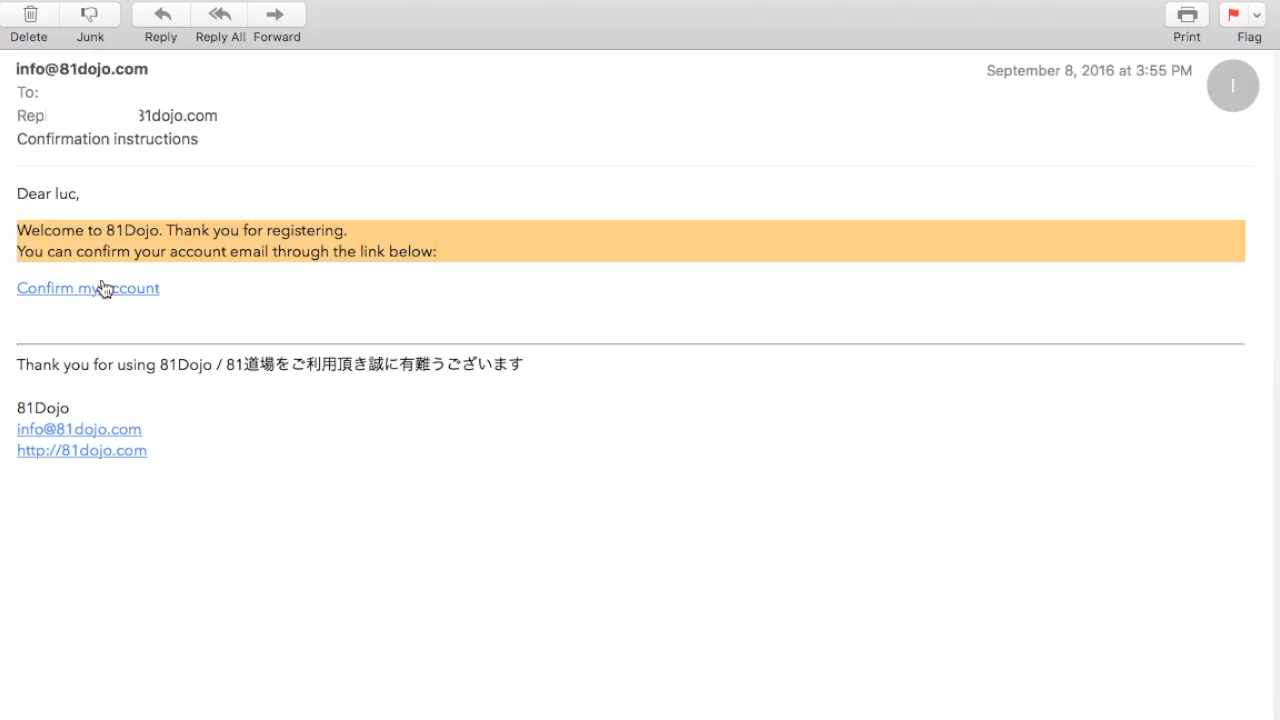 Delete Junk Reply Reply All Forward Print Flag
info@81dojo.com September 8, 2016 at 3:55 PM
To: I
81dojo.com
Confirmation instructions
Dear luc,
Welcome to 81Dojo. Thank you for registering.
You can confirm your account email through the link below:
Confirm my account
Thank you for using 81Dojo / 81道場をご利用頂き誠に有難うございます
81Dojo
info@81dojo.com
http://81dojo.com